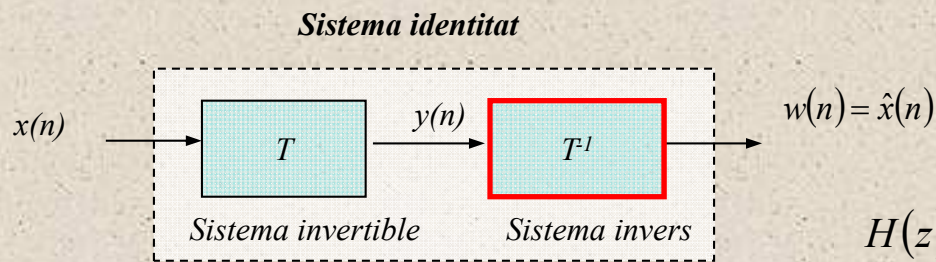 Sistema identitat
x(n)
T
y(n)
T-1
w(n) = x̂(n)
Sistema invertible
Sistema invers
H(z